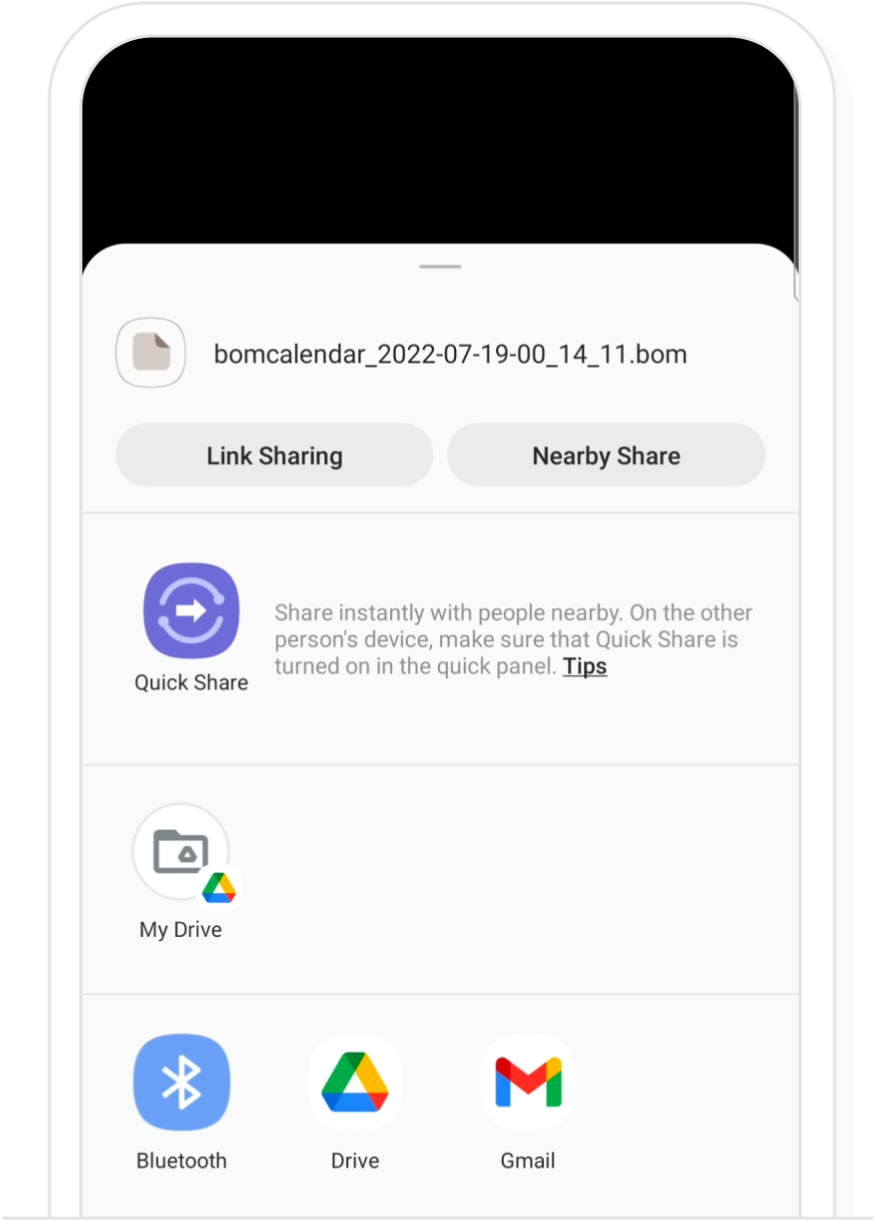 bomcalendar_2022-07-19-00_14_11.bom
Link Sharing
Nearby Share
Share instantly with people nearby. On the other
person's device, make sure that Quick Share is
turned on in the quick panel. Tips
Quick Share
My Drive
Bluetooth
Drive
Gmail